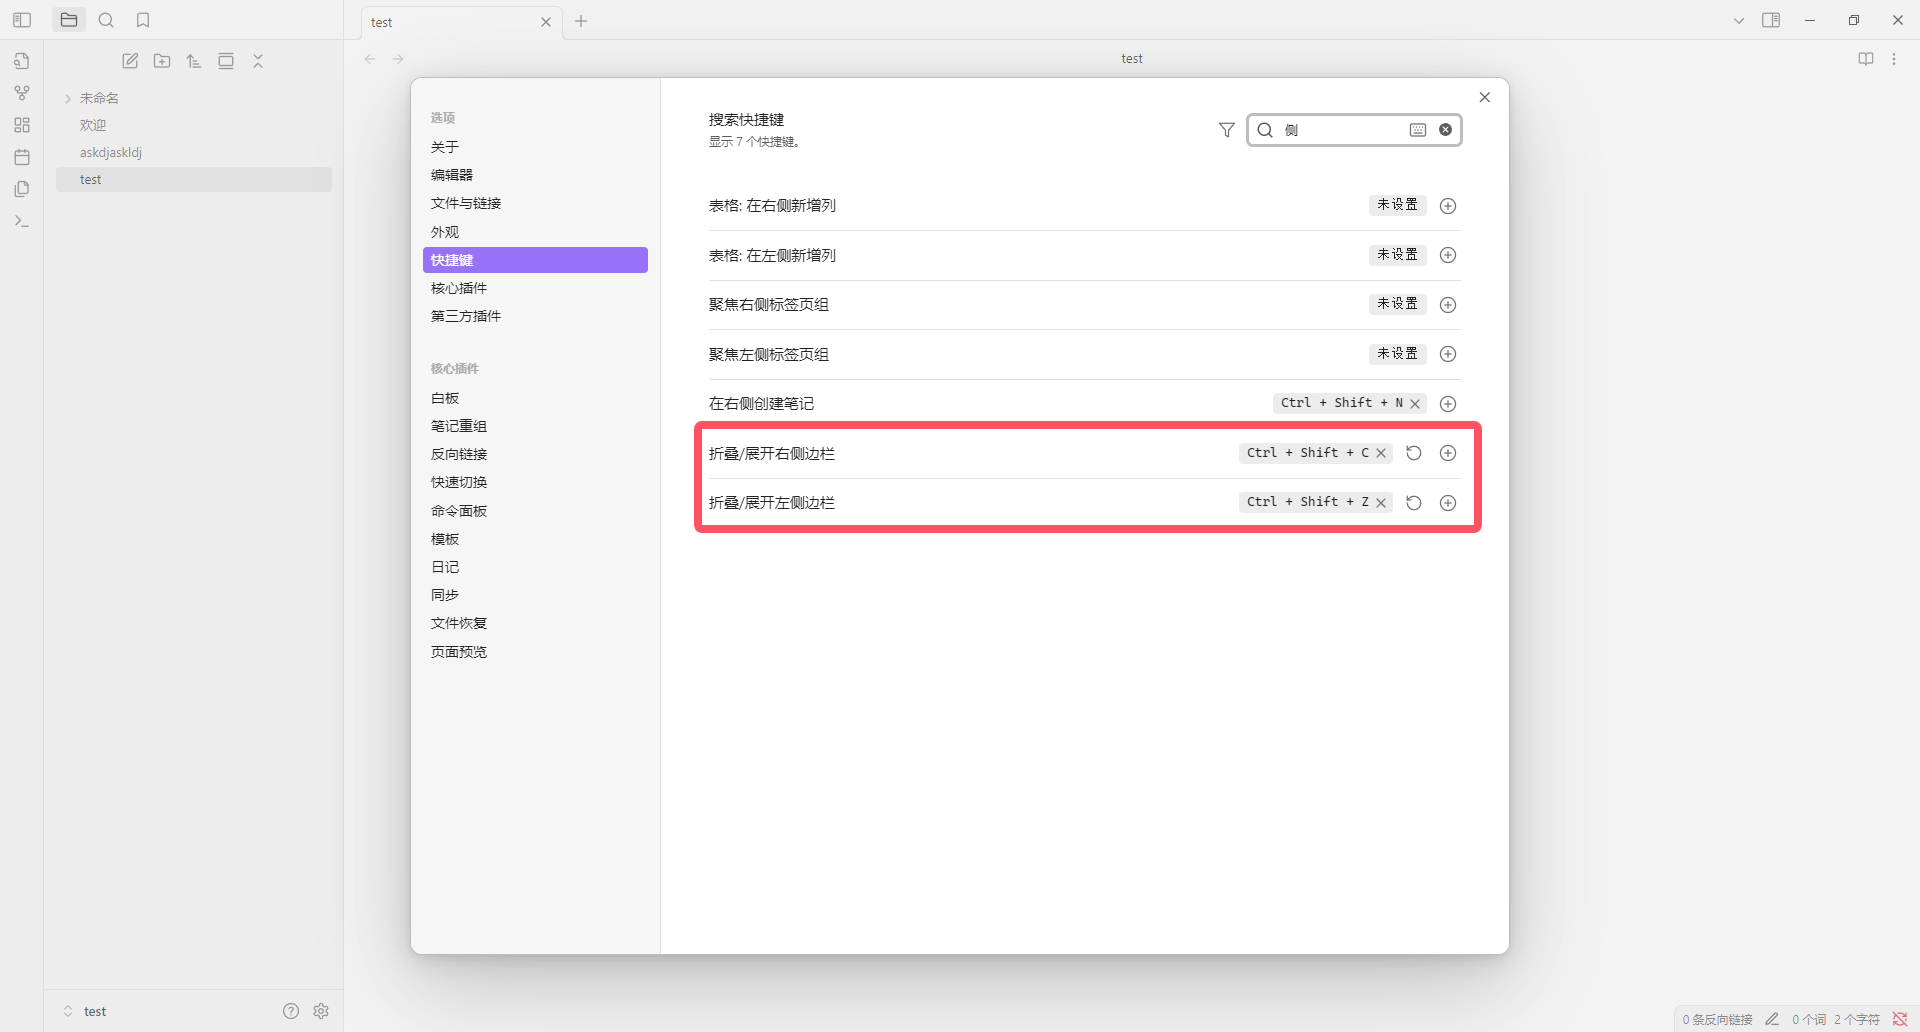 test
test
未命名
欢迎
askdjaskldj
test
选项
关于
编辑器
文件与链接
外观
快捷键
核心插件
第三方插件
核心插件
白板
笔记重组
反向链接
快速切换
命令面板
模板
日记
同步
文件恢复
页面预览
搜索快捷键
显示 7 个快捷键。
侧
表格: 在右侧新增列 未设置
表格: 在左侧新增列 未设置
聚焦右侧标签页组 未设置
聚焦左侧标签页组 未设置
在右侧创建笔记 Ctrl + Shift + N
折叠/展开右侧边栏 Ctrl + Shift + C
折叠/展开左侧边栏 Ctrl + Shift + Z
test
0 条反向链接 0 个词 2 个字符